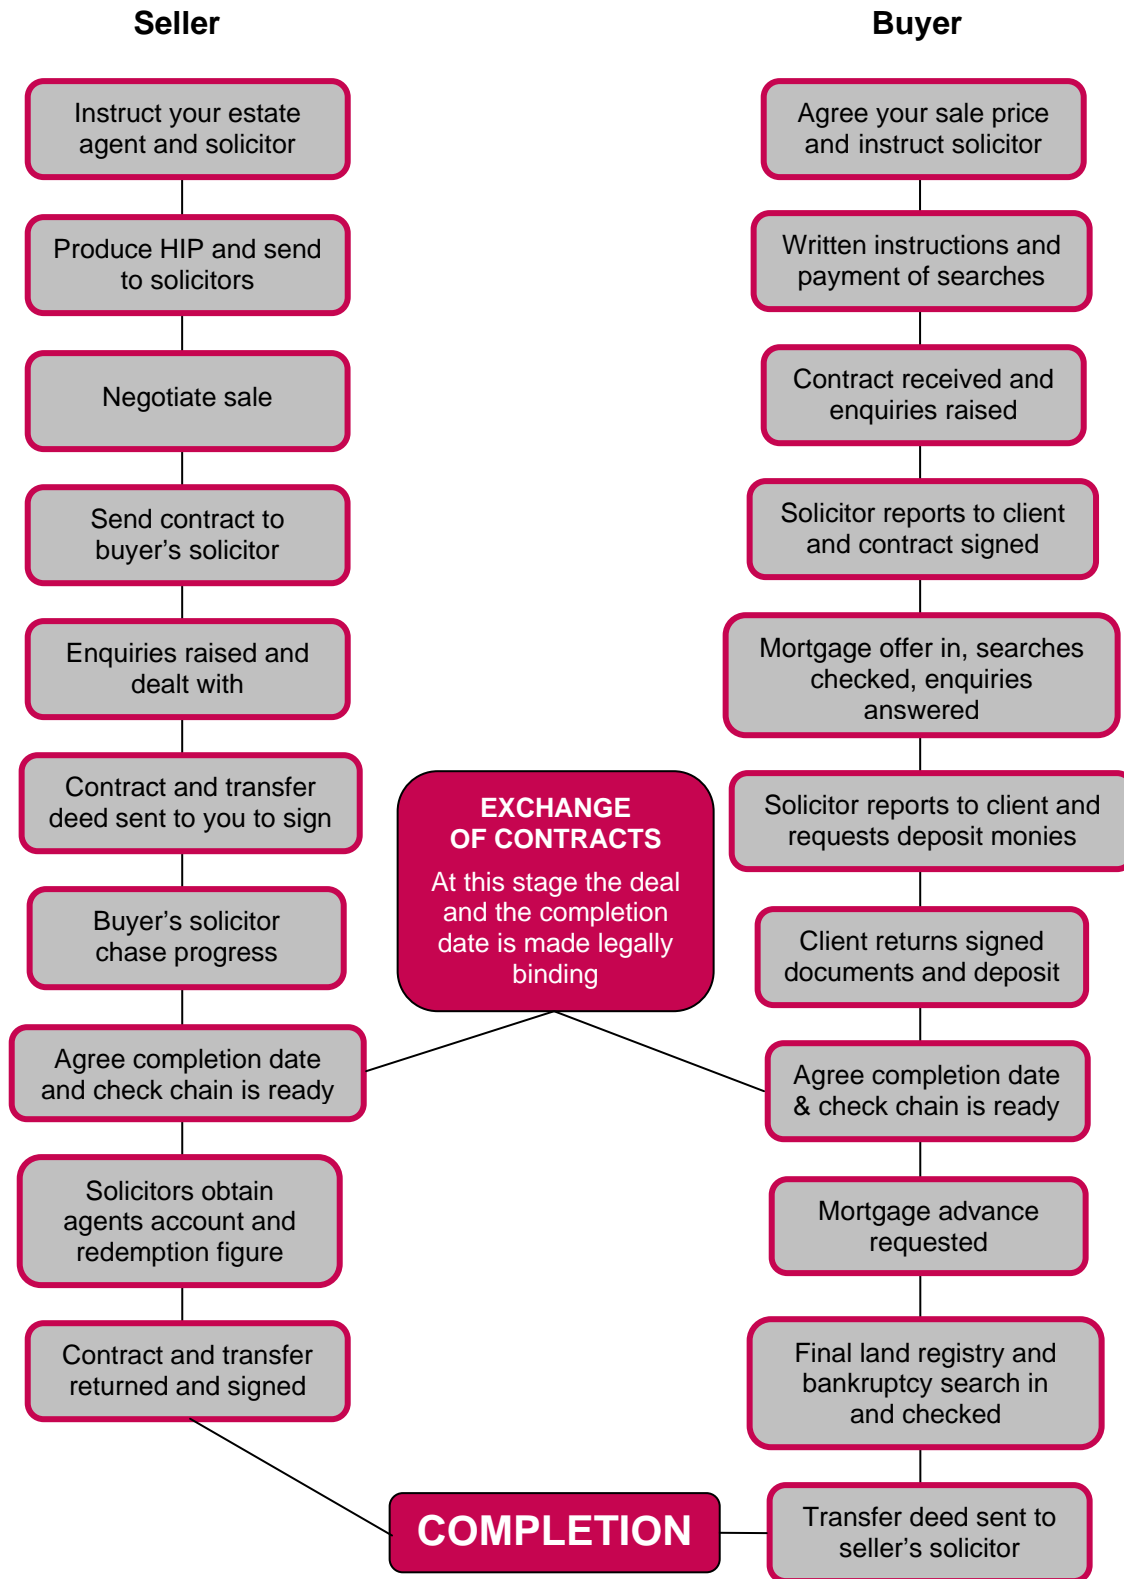 Seller
Instruct your estate
agent and solicitor
Produce HIP and send
to solicitors
Negotiate sale
Send contract to
buyer’s solicitor
Enquiries raised and
dealt with
Contract and transfer
deed sent to you to sign
Buyer’s solicitor
chase progress
Agree completion date
and check chain is ready
Solicitors obtain
agents account and
redemption figure
Contract and transfer
returned and signed
EXCHANGE
OF CONTRACTS
At this stage the deal
and the completion
date is made legally
binding
Buyer
Agree your sale price
and instruct solicitor
Written instructions and
payment of searches
Contract received and
enquiries raised
Solicitor reports to client
and contract signed
Mortgage offer in, searches
checked, enquiries
answered
Solicitor reports to client and
requests deposit monies
Client returns signed
documents and deposit
Agree completion date
& check chain is ready
Mortgage advance
requested
Final land registry and
bankruptcy search in
and checked
Transfer deed sent to
seller’s solicitor
COMPLETION